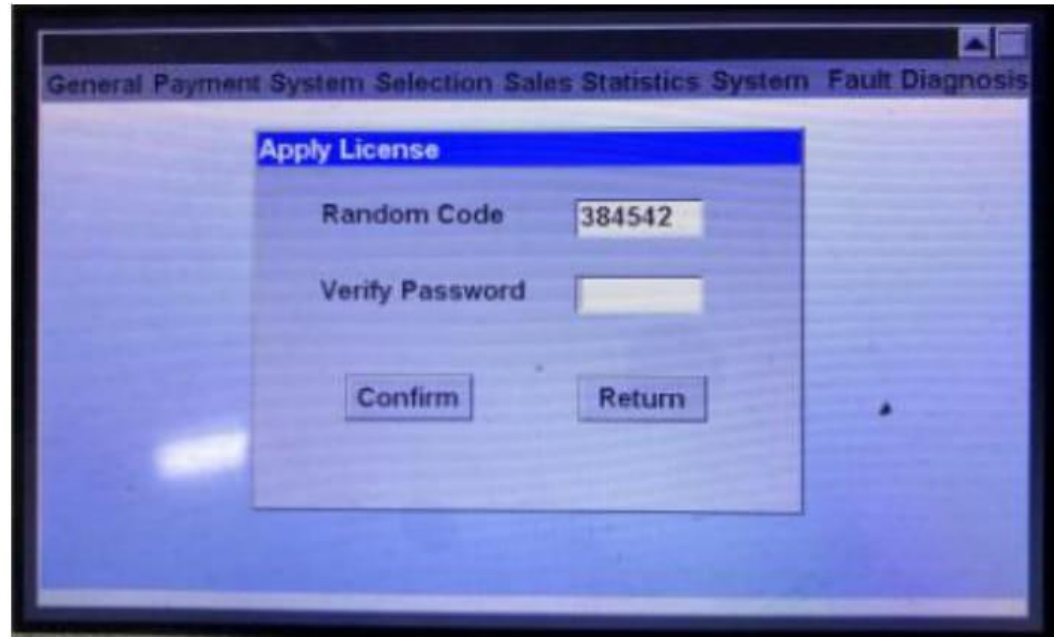 General Payment System Selection Sales Statistics System Fault Diagnosis
Apply License
Random Code 384542
Verify Password
Confirm Return